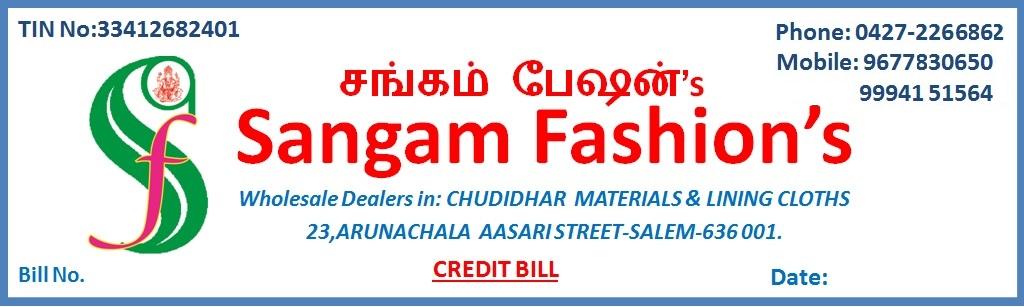 TIN No:33412682401
Phone: 0427-2266862
Mobile: 9677830650
99941 51564
Sf
சங்கம் பேஷன்'s
Sangam Fashion's
Wholesale Dealers in: CHUDIDHAR MATERIALS & LINING CLOTHS
23,ARUNACHALA AASARI STREET-SALEM-636 001.
Bill No.
CREDIT BILL
Date: